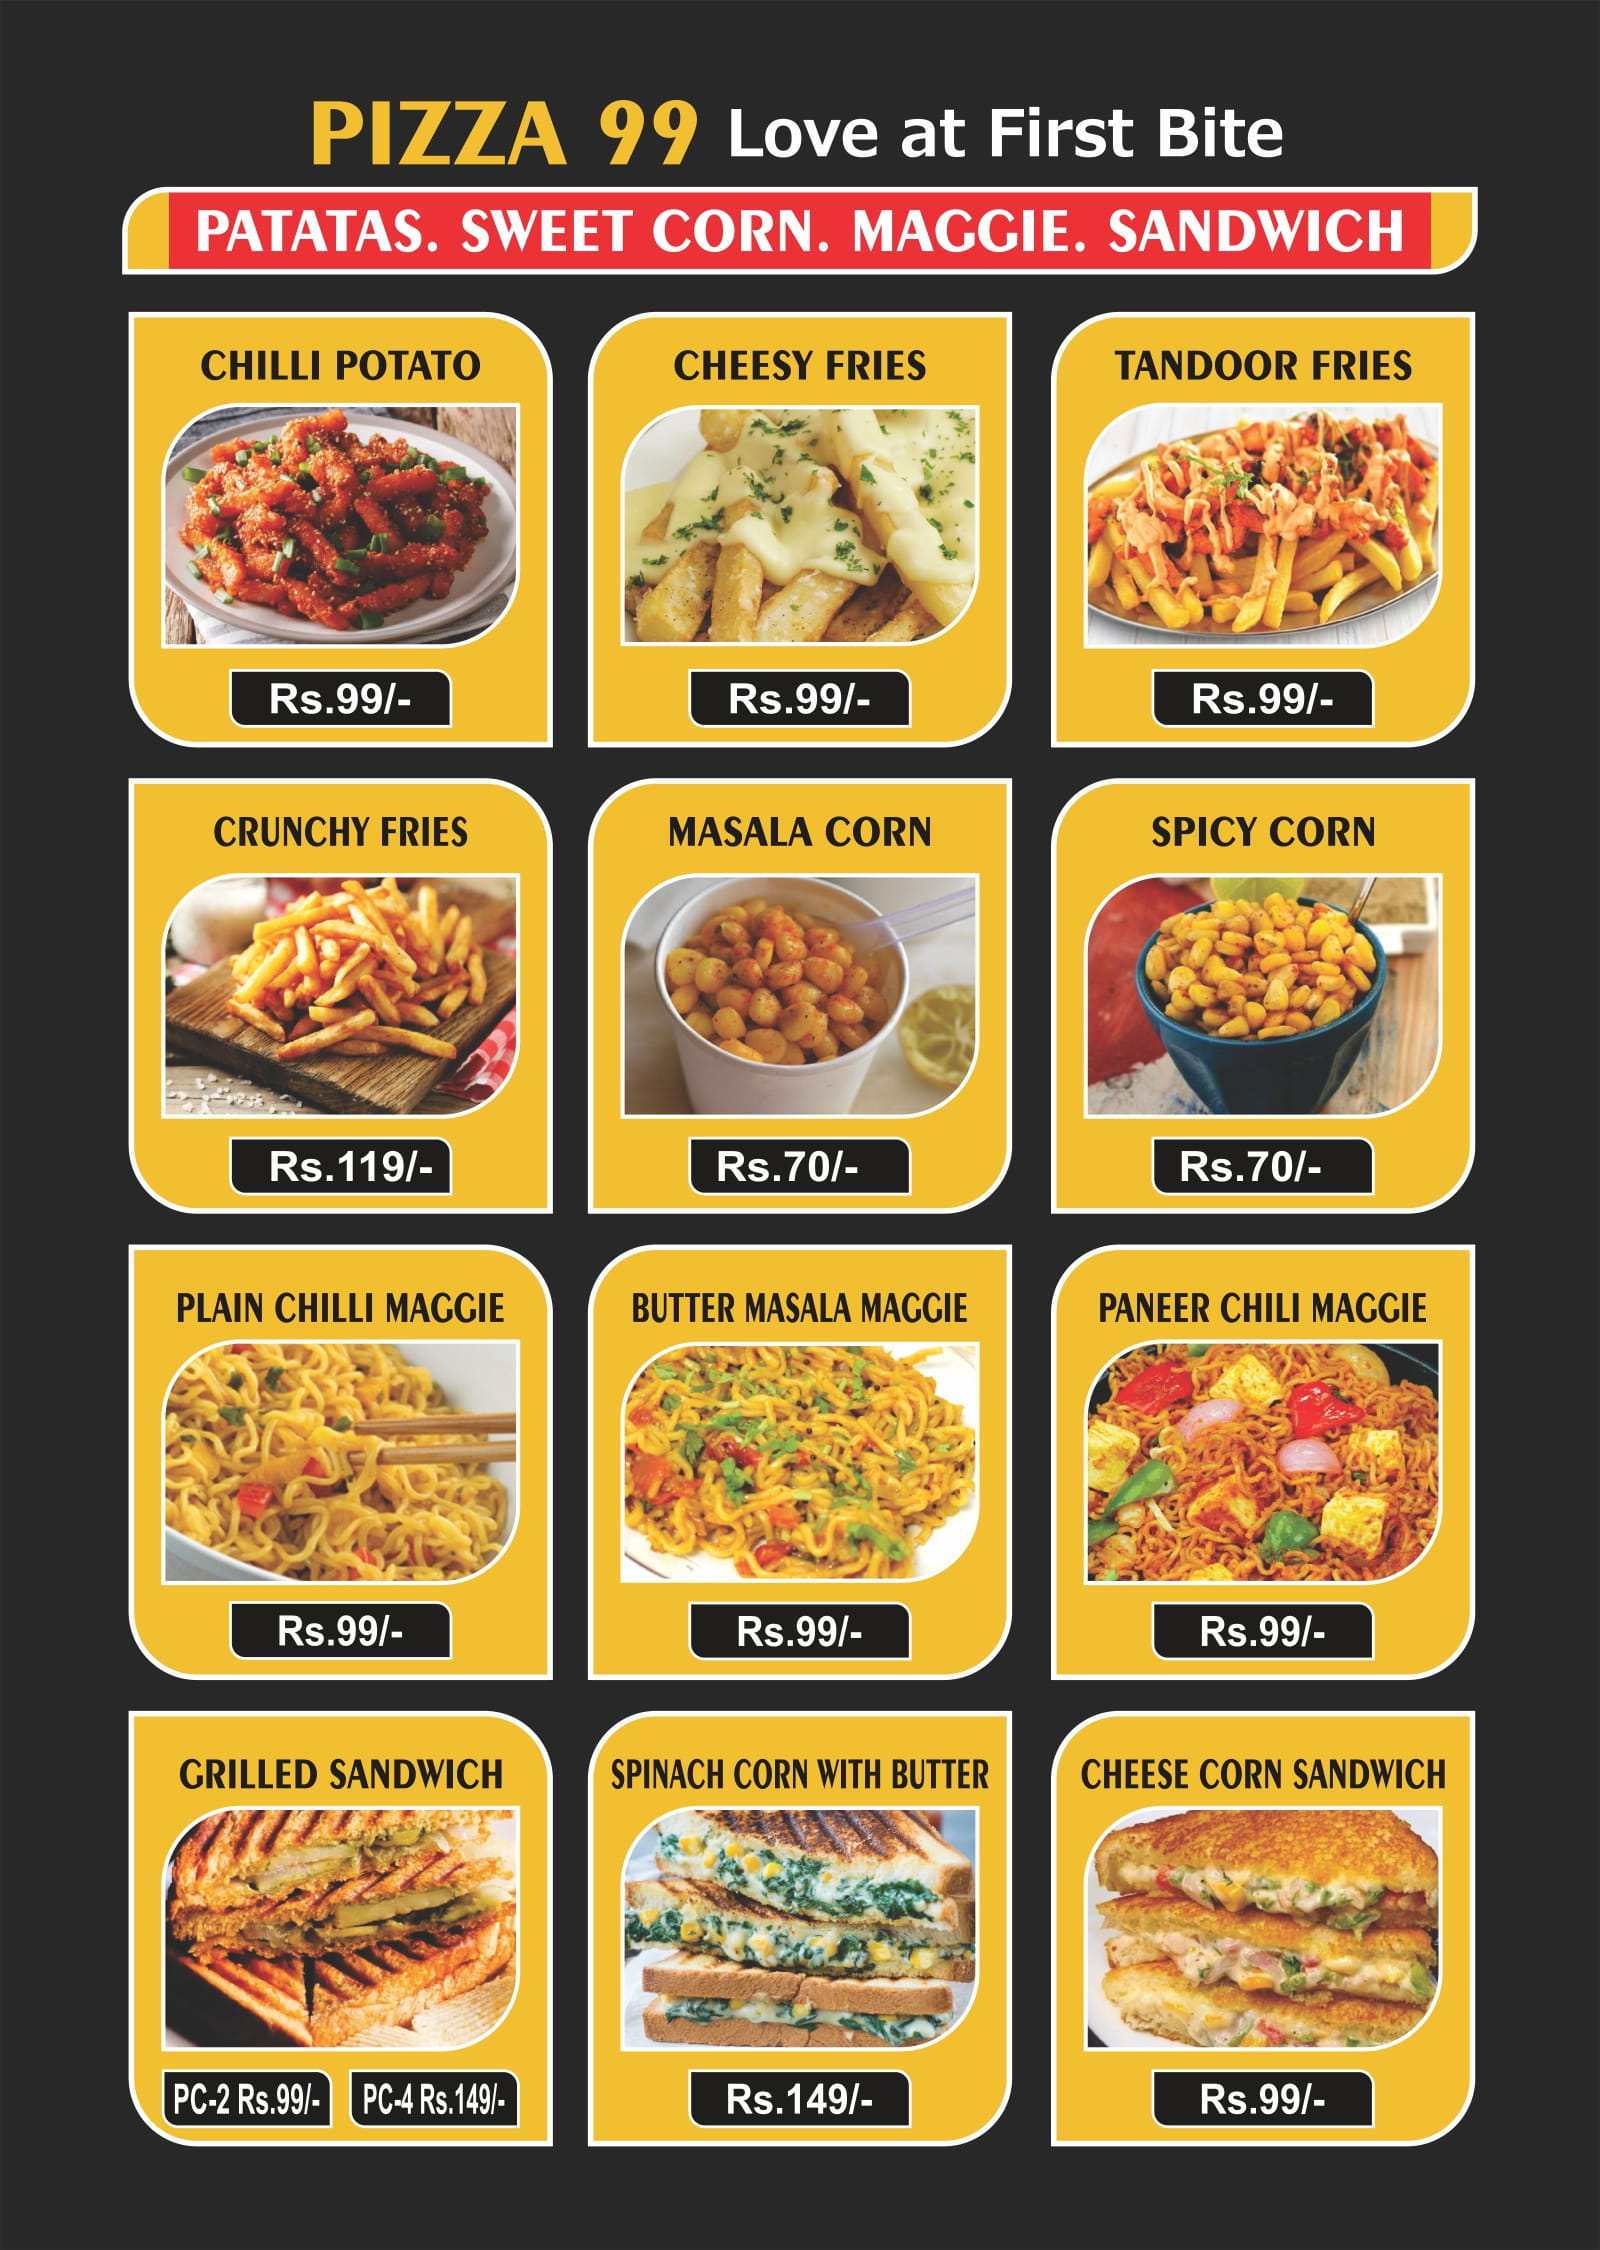 PIZZA 99 Love at First Bite
PATATAS. SWEET CORN. MAGGIE. SANDWICH
CHILLI POTATO
Rs.99/-
CHEESY FRIES
Rs.99/-
TANDOOR FRIES
Rs.99/-
CRUNCHY FRIES
Rs.119/-
MASALA CORN
Rs.70/-
SPICY CORN
Rs.70/-
PLAIN CHILLI MAGGIE
Rs.99/-
BUTTER MASALA MAGGIE
Rs.99/-
PANEER CHILI MAGGIE
Rs.99/-
GRILLED SANDWICH
PC-2 Rs.99/-
PC-4 Rs.149/-
SPINACH CORN WITH BUTTER
Rs.149/-
CHEESE CORN SANDWICH
Rs.99/-